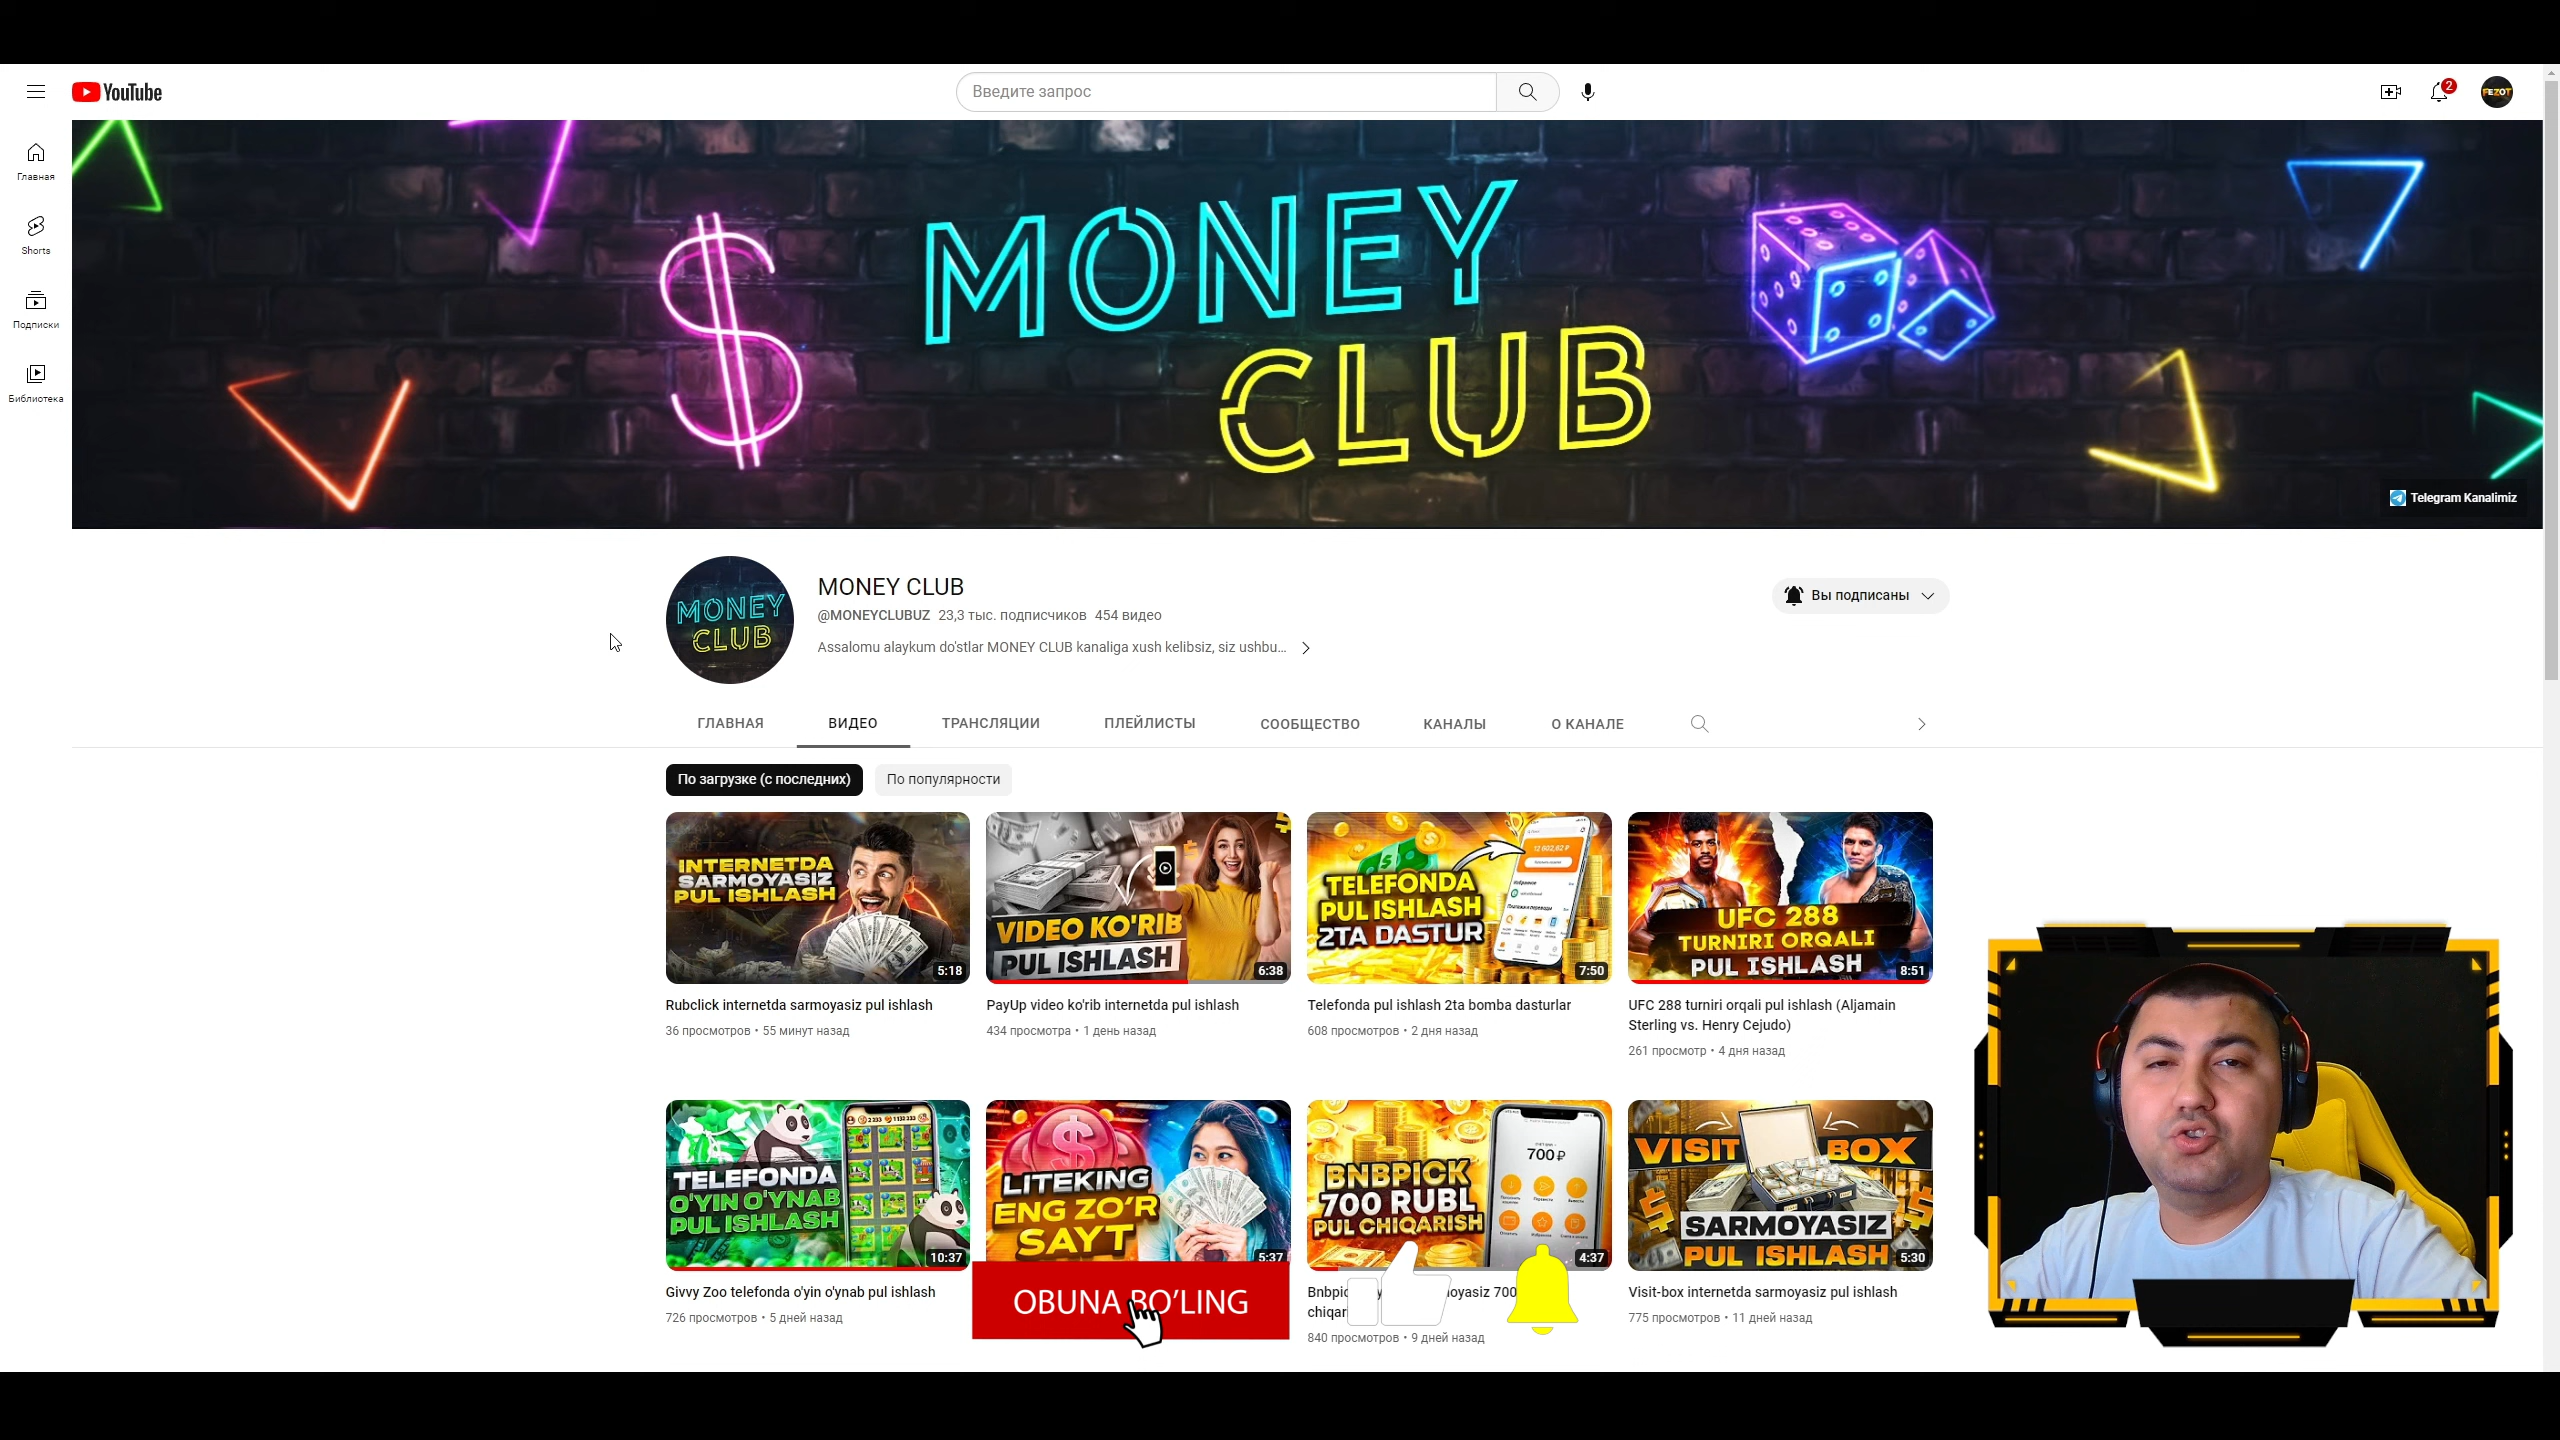 YouTube
Введите запрос
2
FEZOT
Главная
Shorts
Подписки
Библиотека
MONEY
CLUB
Telegram Kanalimiz
MONEY
CLUB
MONEY CLUB
@MONEYCLUBUZ 23,3 тыс. подписчиков 454 видео
Assalomu alaykum do'stlar MONEY CLUB kanaliga xush kelibsiz, siz ushbu...
Вы подписаны
ГЛАВНАЯ ВИДЕО ТРАНСЛЯЦИИ ПЛЕЙЛИСТЫ СООБЩЕСТВО КАНАЛЫ О КАНАЛЕ
По загрузке (с последних) По популярности
INTERNETDA
SARMOYASIZ
PUL ISHLASH
5:18
VIDEO KO'RIB
PUL ISHLASH
6:38
TELEFONDA
PUL ISHLASH
2TA DASTUR
12 602,62 ₽
7:50
UFC 288
TURNIRI ORQALI
PUL ISHLASH
8:51
Rubclick internetda sarmoyasiz pul ishlash
36 просмотров • 55 минут назад
PayUp video ko'rib internetda pul ishlash
434 просмотра • 1 день назад
Telefonda pul ishlash 2ta bomba dasturlar
608 просмотров • 2 дня назад
UFC 288 turniri orqali pul ishlash (Aljamain
Sterling vs. Henry Cejudo)
261 просмотр • 4 дня назад
TELEFONDA
O'YIN O'YNAB
PUL ISHLASH
10:37
LITEKING
ENG ZO'R
SAYT
5:37
BNBPICK
700 RUBL
PUL CHIQARISH
700 ₽
4:37
VISIT BOX
SARMOYASIZ
PUL ISHLASH
5:30
Givvy Zoo telefonda o'yin o'ynab pul ishlash
726 просмотров • 5 дней назад
OBUNA BO'LING
840 просмотров • 9 дней назад
Visit-box internetda sarmoyasiz pul ishlash
775 просмотров • 11 дней назад